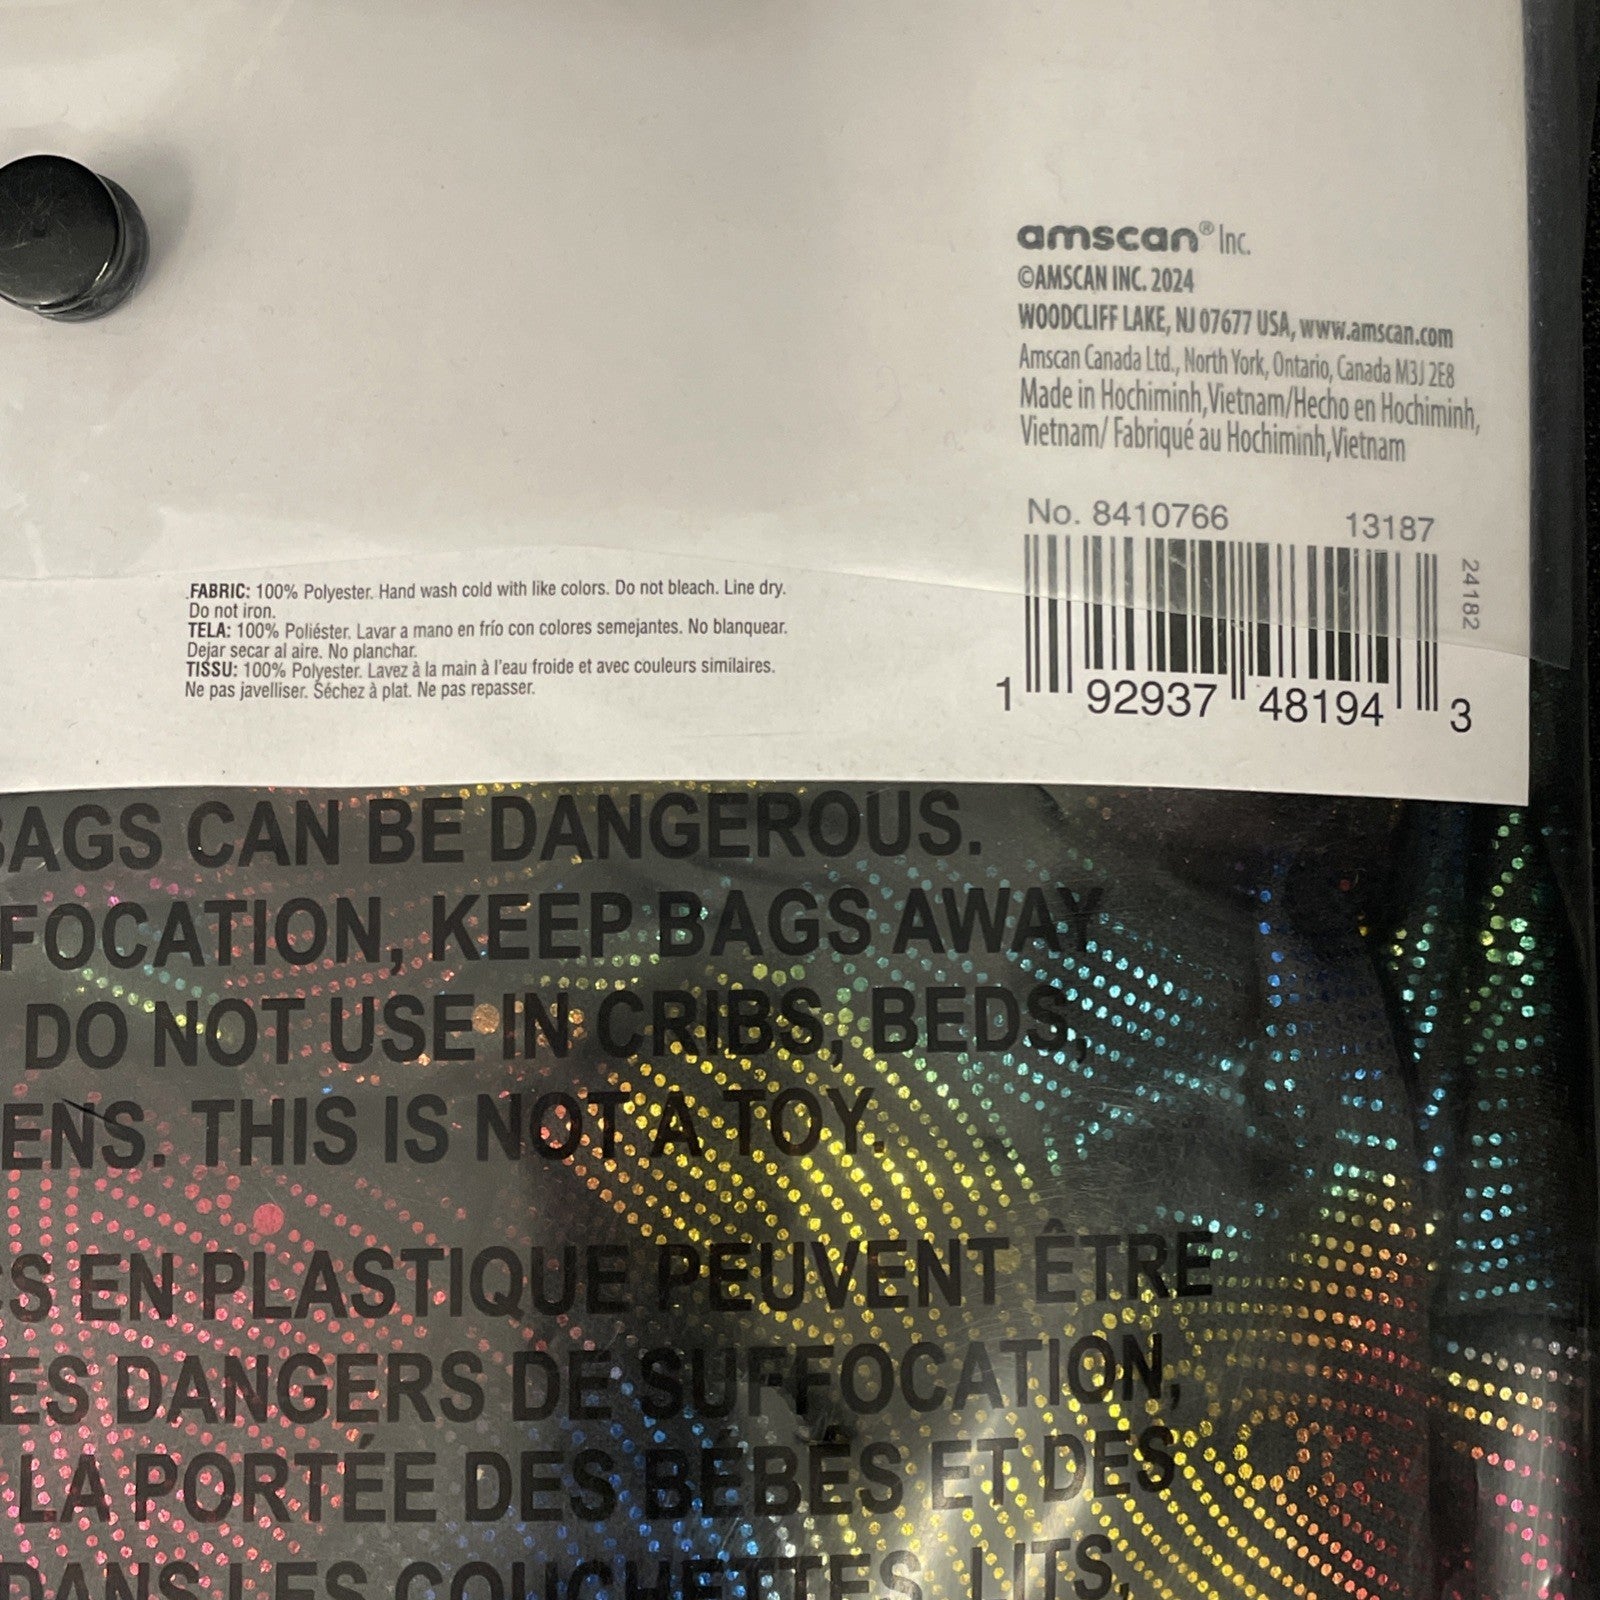 amscan® Inc.
©AMSCAN INC. 2024
WOODCLIFF LAKE, NJ 07677 USA, www.amscan.com
Amscan Canada Ltd., North York, Ontario, Canada M3J 2E8
Made in Hochiminh,Vietnam/Hecho en Hochiminh,
Vietnam/ Fabriqué au Hochiminh,Vietnam
No. 8410766 13187
24182
1 92937 48194 3
FABRIC: 100% Polyester. Hand wash cold with like colors. Do not bleach. Line dry.
Do not iron.
TELA: 100% Poliéster. Lavar a mano en frío con colores semejantes. No blanquear.
Dejar secar al aire. No planchar.
TISSU: 100% Polyester. Lavez à la main à l'eau froide et avec couleurs similaires.
Ne pas javelliser. Séchez à plat. Ne pas repasser.
BAGS CAN BE DANGEROUS.
FOCATION, KEEP BAGS AWAY
DO NOT USE IN CRIBS, BEDS,
ENS. THIS IS NOT A TOY.
CS EN PLASTIQUE PEUVENT ÊTRE
ES DANGERS DE SUFFOCATION,
LA PORTÉE DES BÉBÉS ET DES
DANS LES COUCHETTES, LITS,